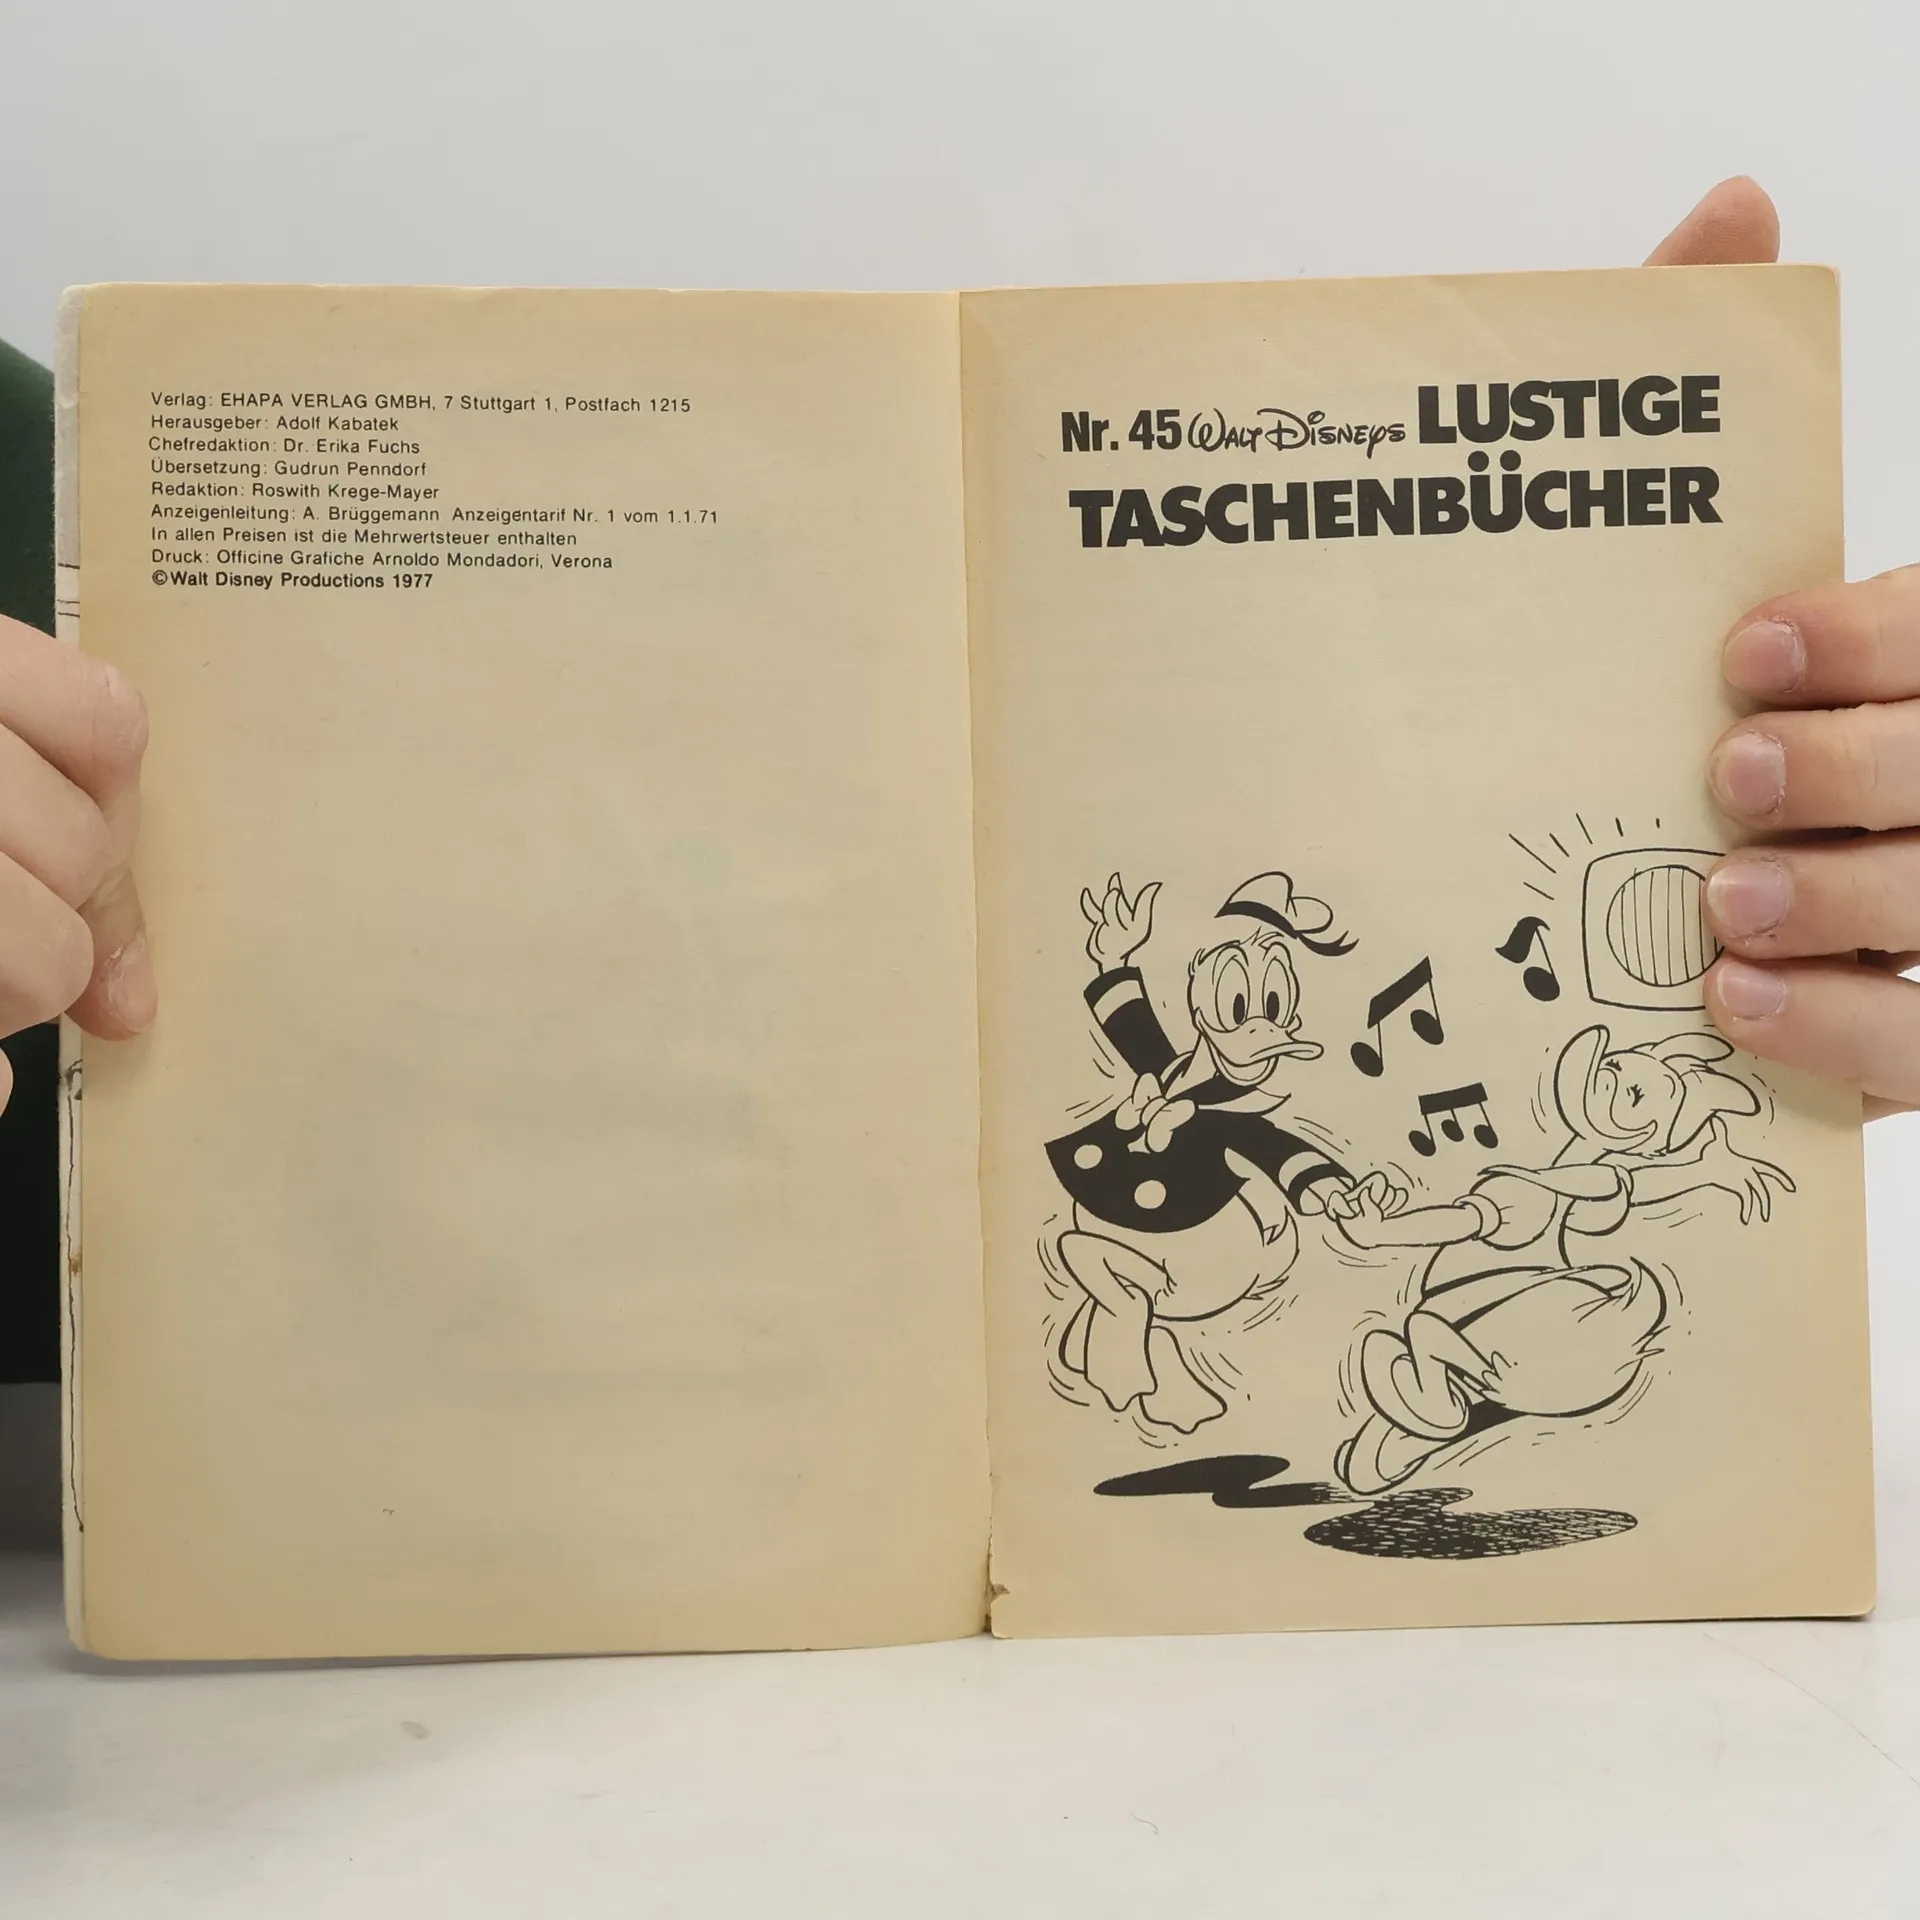 Verlag: EHAPA VERLAG GMBH, 7 Stuttgart 1, Postfach 1215
Herausgeber: Adolf Kabatek
Chefredaktion: Dr. Erika Fuchs
Übersetzung: Gudrun Penndorf
Redaktion: Roswith Krege-Mayer
Anzeigenleitung: A. Brüggemann Anzeigentarif Nr. 1 vom 1.1.71
In allen Preisen ist die Mehrwertsteuer enthalten
Druck: Officine Grafiche Arnoldo Mondadori, Verona
©Walt Disney Productions 1977
Nr. 45 WALT DISNEYS LUSTIGE
TASCHENBÜCHER